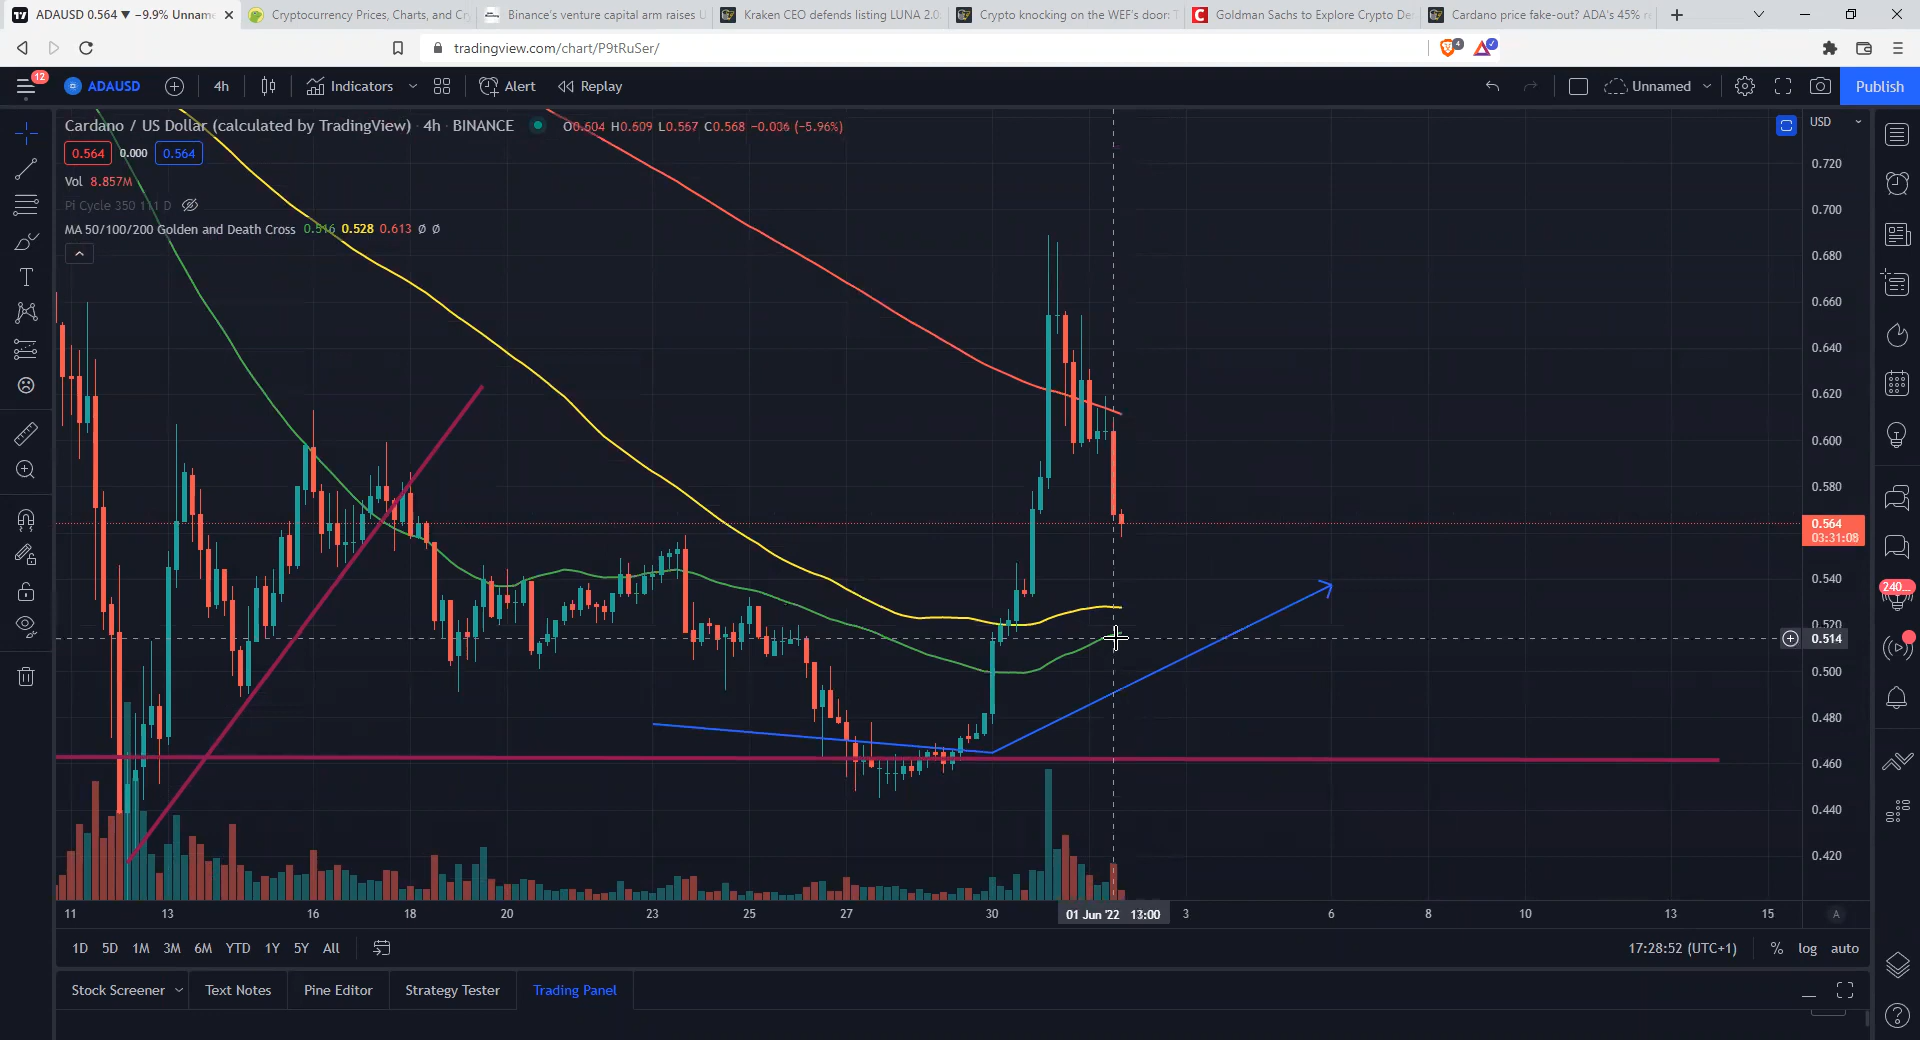 ADAUSD 0.564 ▼ −9.9% Unnam
Cryptocurrency Prices, Charts, and Cr
Binance's venture capital arm raises U
Kraken CEO defends listing LUNA 2.0
Crypto knocking on the WEF's door: T
Goldman Sachs to Explore Crypto De
Cardano price fake-out? ADA's 45% r
tradingview.com/chart/P9tRuSer/
4
12
ADAUSD
4h
Indicators
Alert
Replay
Unnamed
Publish
Cardano / US Dollar (calculated by TradingView) · 4h · BINANCE
O0.604 H0.609 L0.567 C0.568 −0.036 (−5.96%)
USD
0.564 0.000 0.564
Vol 8.857M
Pi Cycle 350 111 D
MA 50/100/200 Golden and Death Cross 0.516 0.528 0.613 ∅ ∅
0.720
0.700
0.680
0.660
0.640
0.620
0.600
0.580
0.564
03:31:08
0.540
0.520
0.514
0.500
0.480
0.460
0.440
0.420
240
11 13 16 18 20 23 25 27 30 01 Jun '22 13:00 3 6 8 10 13 15
A
1D 5D 1M 3M 6M YTD 1Y 5Y All
17:28:52 (UTC+1) % log auto
Stock Screener
Text Notes
Pine Editor
Strategy Tester
Trading Panel